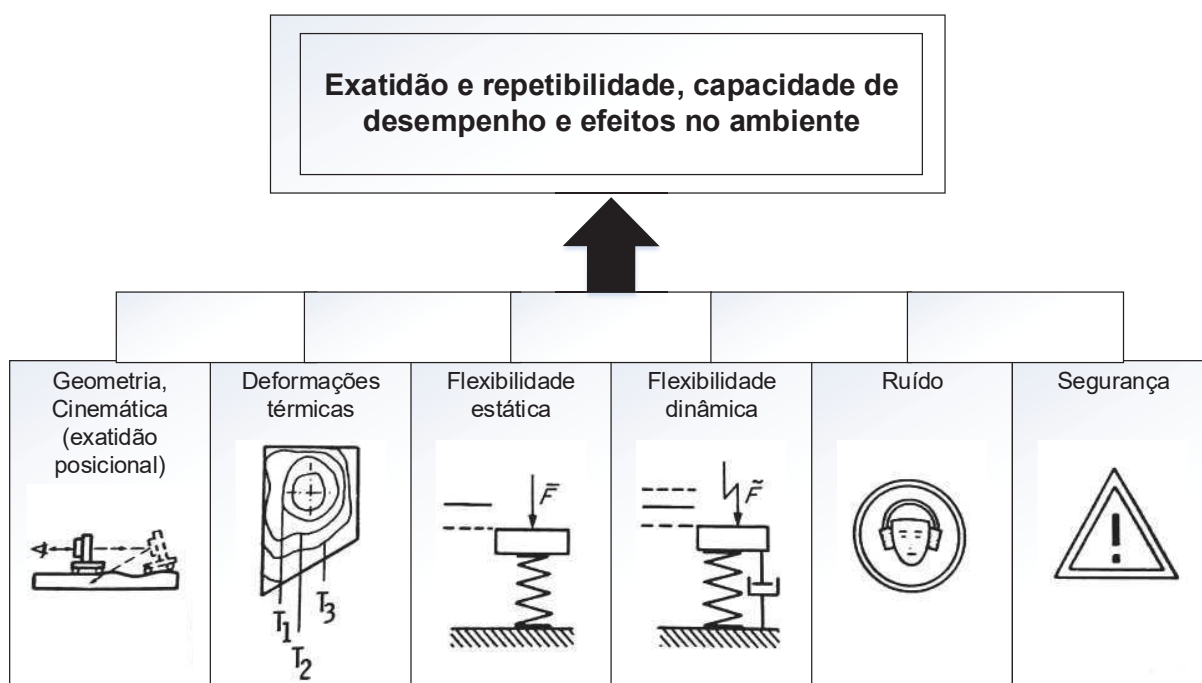 Exatidão e repetibilidade, capacidade de
desempenho e efeitos no ambiente
Geometria,
Cinemática
(exatidão
posicional)
Deformações
térmicas
T1
T2
T3
Flexibilidade
estática
F̄
Flexibilidade
dinâmica
F̃
Ruído
Segurança
!